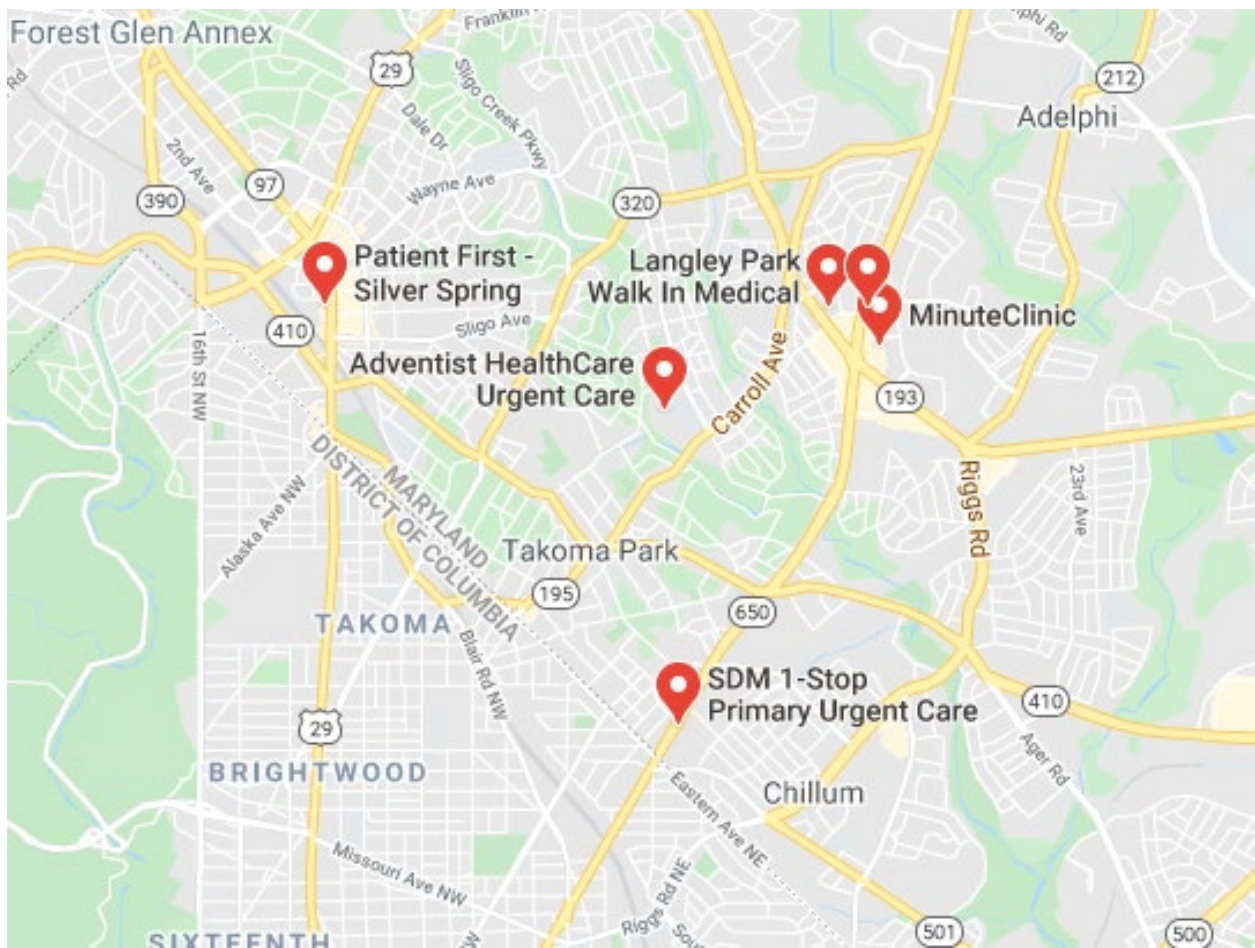 Forest Glen Annex
Franklin
29
Sligo Creek Pkwy
Rd
212
Adelphi
Dale Dr
2nd Ave
97
Wayne Ave
390
320
Patient First -
Silver Spring
Langley Park
Walk In Medical
MinuteClinic
410
Sligo Ave
16th St NW
Adventist HealthCare
Urgent Care
Carroll Ave
193
MARYLAND
DISTRICT OF COLUMBIA
Riggs Rd
23rd Ave
Alaska Ave NW
Takoma Park
195
650
TAKOMA
Blair Rd NW
SDM 1-Stop
Primary Urgent Care
410
29
Ager Rd
BRIGHTWOOD
Eastern Ave NE
Chillum
Missouri Ave NW
Riggs Rd NE
501
500
SIXTEENTH